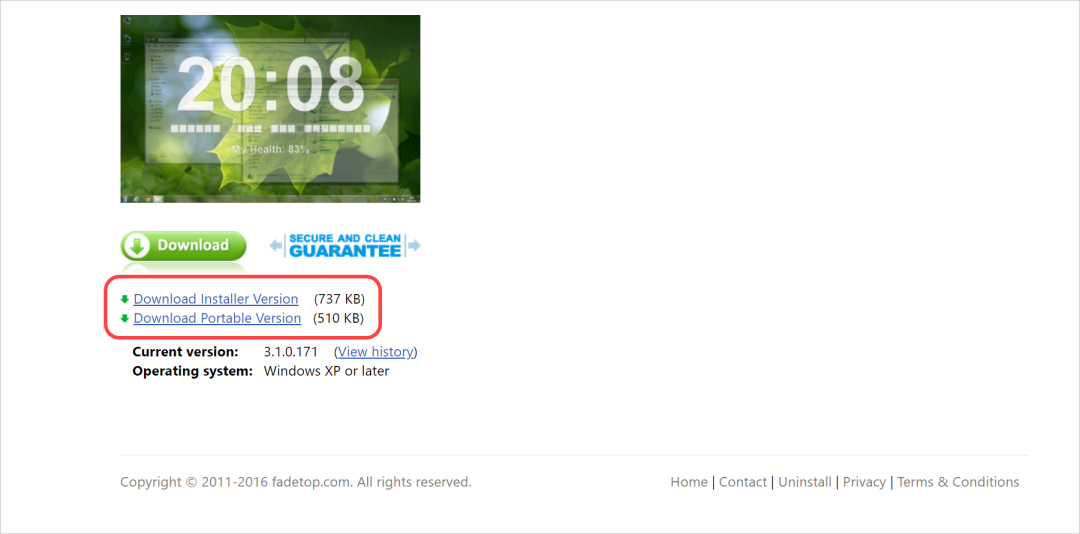 20:08
My Health: 83%
Download
SECURE AND CLEAN
GUARANTEE
Download Installer Version (737 KB)
Download Portable Version (510 KB)
Current version: 3.1.0.171 (View history)
Operating system: Windows XP or later
Copyright © 2011-2016 fadetop.com. All rights reserved.
Home | Contact | Uninstall | Privacy | Terms & Conditions